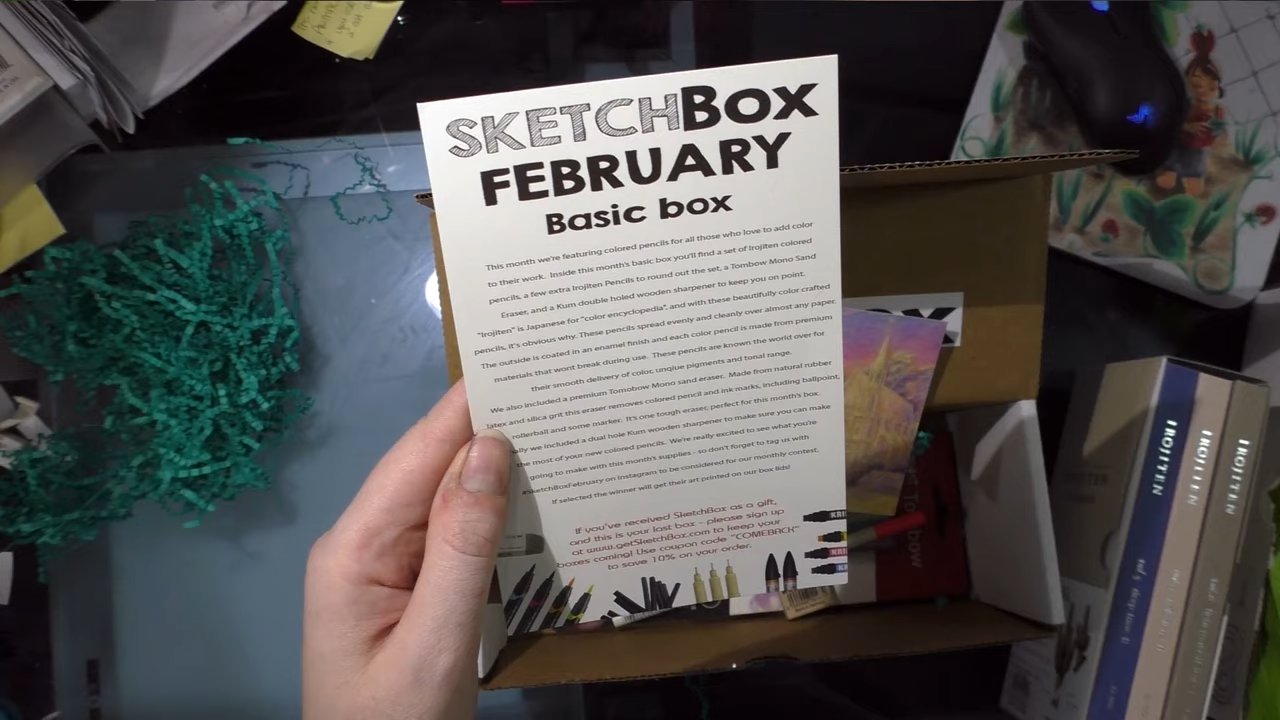 SKETCHBOX
FEBRUARY
Basic box
This month we're featuring colored pencils for all those who love to add color
to their work. Inside this month's basic box you'll find a set of Irojiten colored
pencils, a few extra Irojiten Pencils to round out the set, a Tombow Mono Sand
Eraser, and a Kum double holed wooden sharpener to keep you on point.
"Irojiten" is Japanese for "color encyclopedia", and with these beautifully color crafted
pencils, it's obvious why. These pencils spread evenly and cleanly over almost any paper.
The outside is coated in an enamel finish and each color pencil is made from premium
materials that wont break during use. These pencils are known the world over for
their smooth delivery of color, unqiue pigments and tonal range.
We also included a premium Tomobow Mono sand eraser. Made from natural rubber
latex and silica grit this eraser removes colored pencil and ink marks, including ballpoint,
rollerball and some marker. It's one tough eraser, perfect for this month's box.
ally we included a dual hole Kum wooden sharpener to make sure you can make
the most of your new colored pencils. We're really excited to see what you're
going to make with this month's supplies - so don't forget to tag us with
#sketchBoxFebruary on instagram to be considered for our monthly contest.
If selected the winner will get their art printed on our box lids!
If you've received SketchBox as a gift,
and this is your last box - please sign up
at www.getSketchBox.com to keep your
boxes coming! Use coupon code "COMEBACK"
to save 10% on your order.
KRI
KRI
K
OX
IROJITEN
IROJITEN
IROJITEN